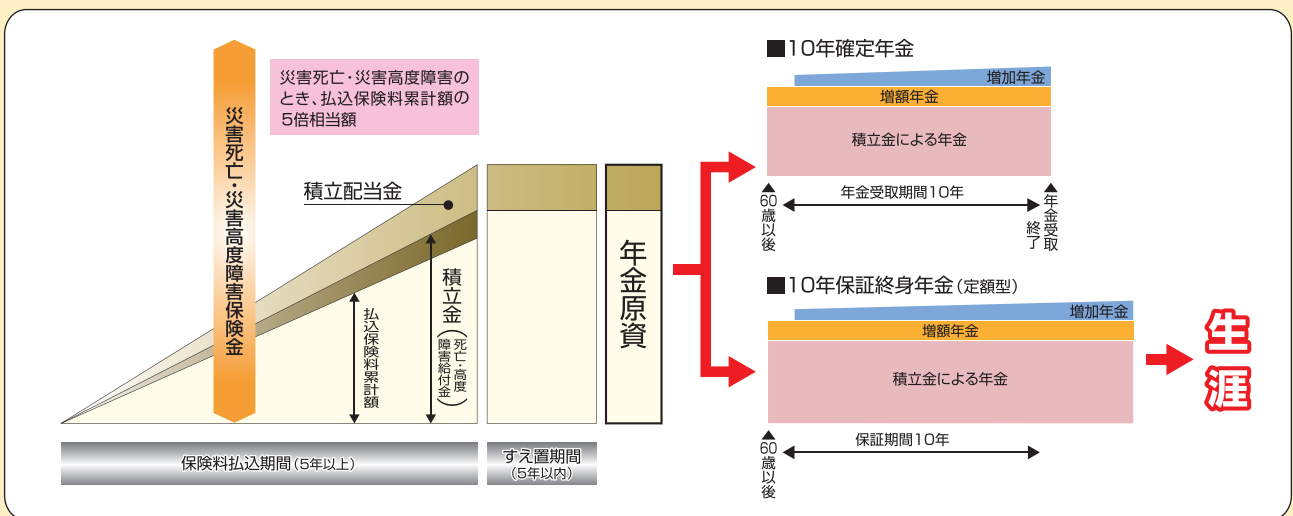 災害死亡・災害高度障害保険金
災害死亡・災害高度障害の
とき、払込保険料累計額の
5倍相当額
積立配当金
払込保険料累計額
積立金
(死亡・高度
障害給付金)
年金原資
保険料払込期間(5年以上)
すえ置期間
(5年以内)
■10年確定年金
増加年金
増額年金
積立金による年金
60歳以後
年金受取期間10年
年金受取
終了
■10年保証終身年金(定額型)
増加年金
増額年金
積立金による年金
60歳以後
保証期間10年
生涯